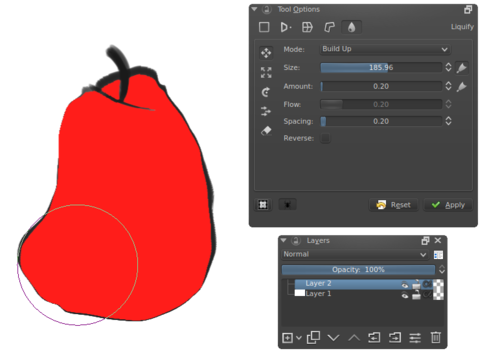 Tool Options
Liquify
Mode: Build Up
Size: 185.96
Amount: 0.20
Flow: 0.20
Spacing: 0.20
Reverse:
Reset Apply
Layers
Normal
Opacity: 100%
Layer 2
Layer 1